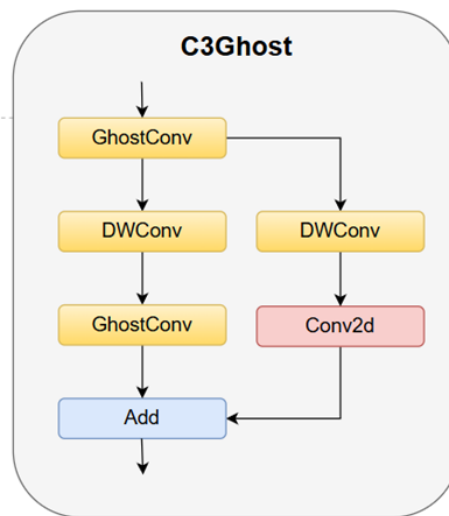 C3Ghost
GhostConv
DWConv
DWConv
GhostConv
Conv2d
Add